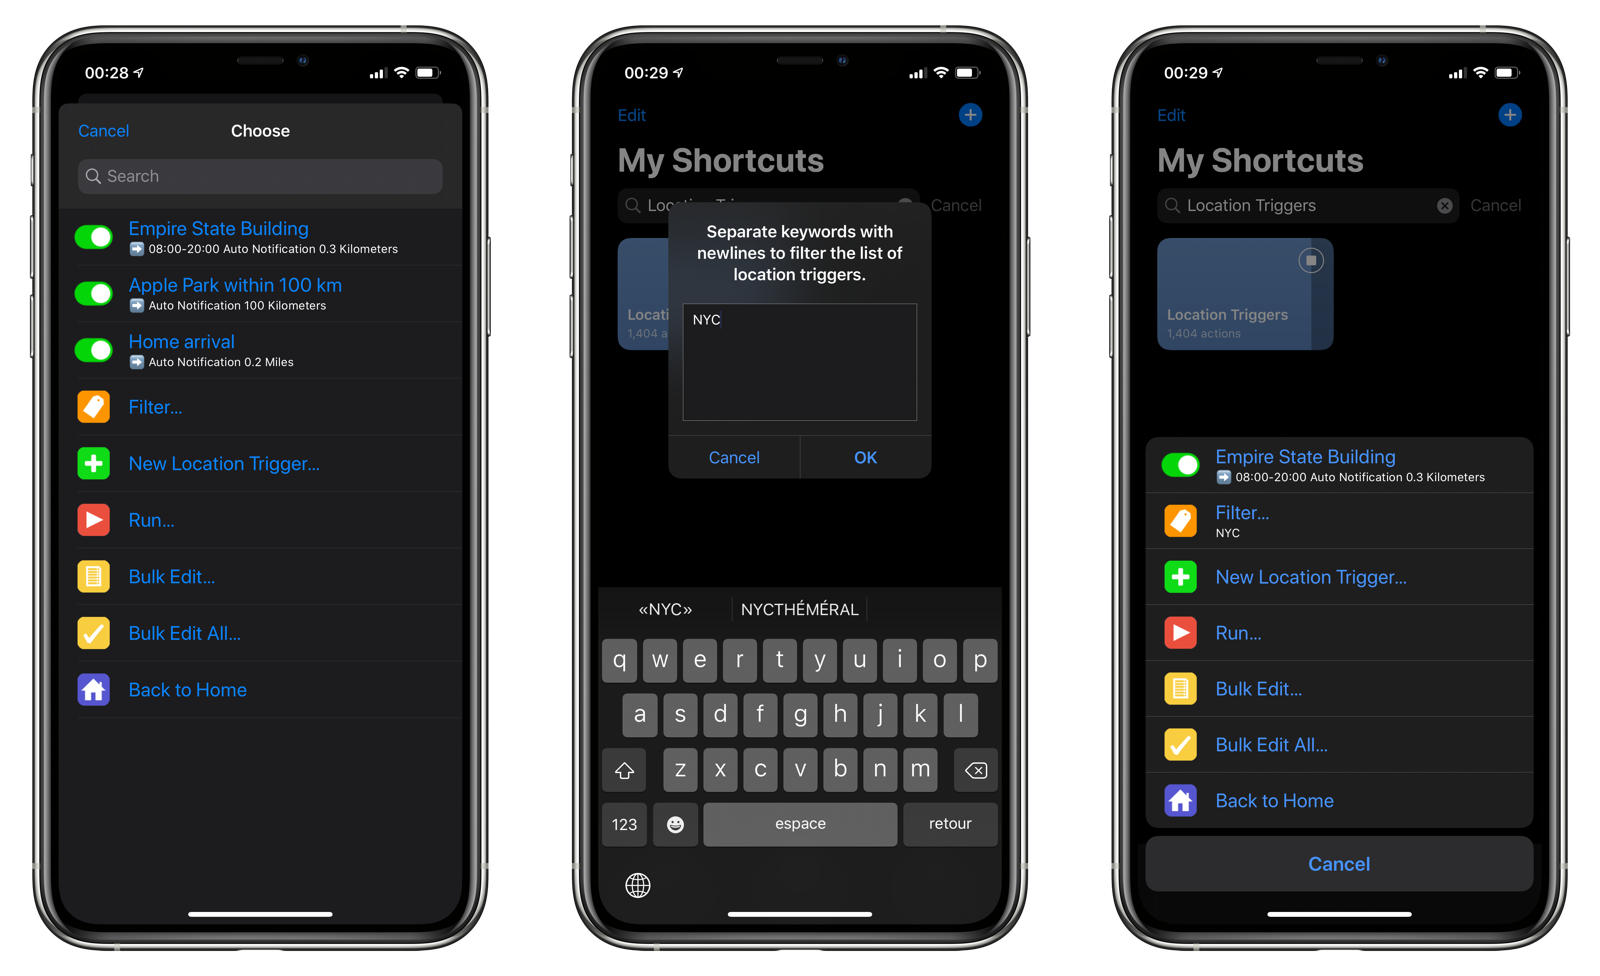 00:28
Cancel
Choose
Search
Empire State Building
➡️ 08:00-20:00 Auto Notification 0.3 Kilometers
Apple Park within 100 km
➡️ Auto Notification 100 Kilometers
Home arrival
➡️ Auto Notification 0.2 Miles
Filter...
New Location Trigger...
Run...
Bulk Edit...
Bulk Edit All...
Back to Home
00:29
Edit
My Shortcuts
Cancel
Separate keywords with
newlines to filter the list of
location triggers.
NYC
Locati
1,404 a
Cancel
OK
«NYC»
NYCTHÉMÉRAL
q w e r t y u i o p
a s d f g h j k l
z x c v b n m
123
espace
retour
00:29
Edit
My Shortcuts
Location Triggers
Cancel
Location Triggers
1,404 actions
Empire State Building
➡️ 08:00-20:00 Auto Notification 0.3 Kilometers
Filter...
NYC
New Location Trigger...
Run...
Bulk Edit...
Bulk Edit All...
Back to Home
Cancel